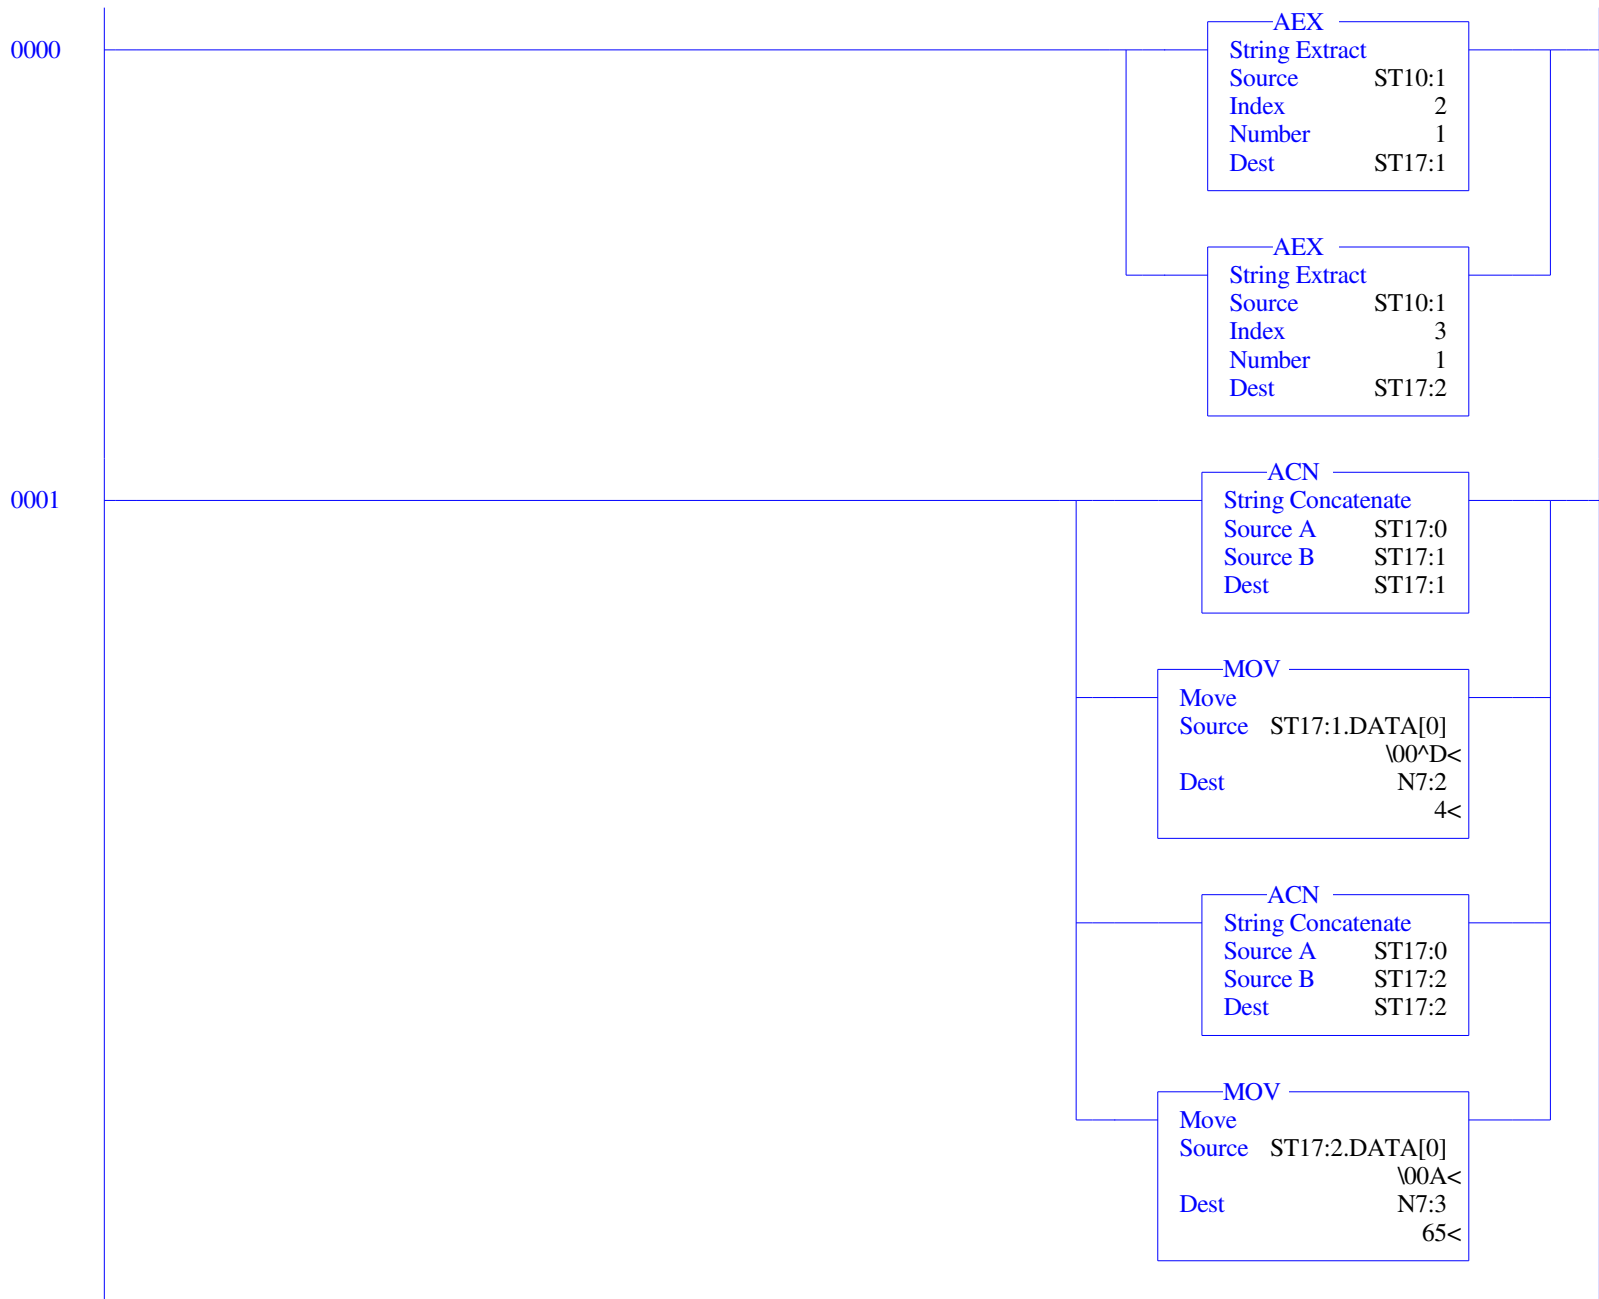 0000
AEX
String Extract
Source ST10:1
Index 2
Number 1
Dest ST17:1
AEX
String Extract
Source ST10:1
Index 3
Number 1
Dest ST17:2
0001
ACN
String Concatenate
Source A ST17:0
Source B ST17:1
Dest ST17:1
MOV
Move
Source ST17:1.DATA[0]
\00^D<
Dest N7:2
4<
ACN
String Concatenate
Source A ST17:0
Source B ST17:2
Dest ST17:2
MOV
Move
Source ST17:2.DATA[0]
\00A<
Dest N7:3
65<